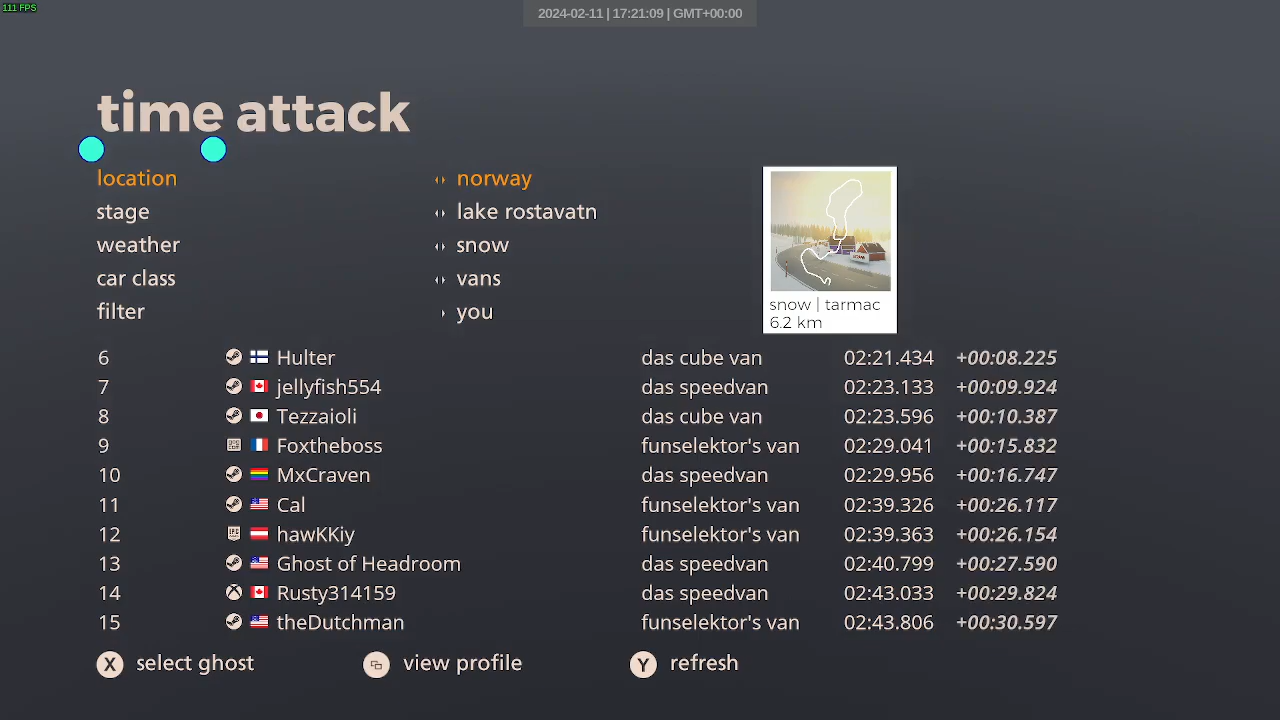 111 FPS
2024-02-11 | 17:21:09 | GMT+00:00
time attack
location norway
stage lake rostavatn
weather snow
car class vans
filter you
snow | tarmac
6.2 km
6 Hulter das cube van 02:21.434 +00:08.225
7 jellyfish554 das speedvan 02:23.133 +00:09.924
8 Tezzaioli das cube van 02:23.596 +00:10.387
9 Foxtheboss funselektor's van 02:29.041 +00:15.832
10 MxCraven das speedvan 02:29.956 +00:16.747
11 Cal funselektor's van 02:39.326 +00:26.117
12 hawKKiy funselektor's van 02:39.363 +00:26.154
13 Ghost of Headroom das speedvan 02:40.799 +00:27.590
14 Rusty314159 das speedvan 02:43.033 +00:29.824
15 theDutchman funselektor's van 02:43.806 +00:30.597
X select ghost view profile Y refresh